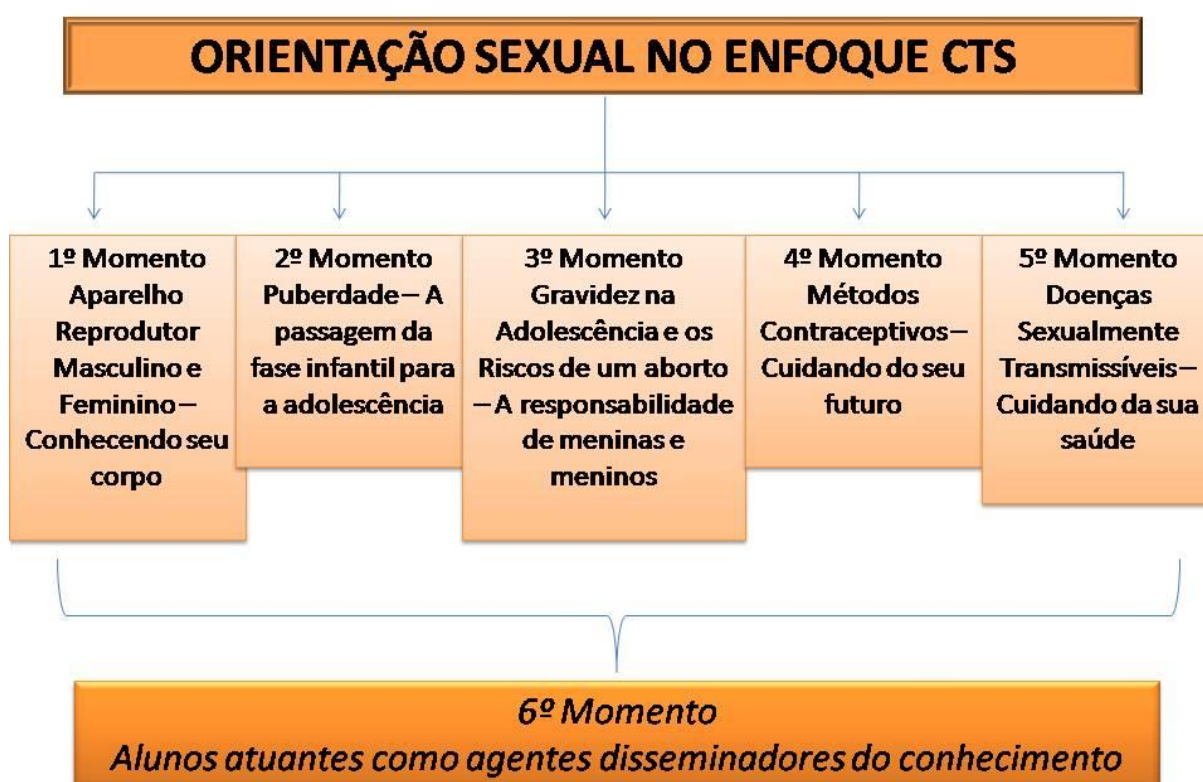 ORIENTAÇÃO SEXUAL NO ENFOQUE CTS
1º Momento
Aparelho
Reprodutor
Masculino e
Feminino –
Conhecendo seu
corpo
2º Momento
Puberdade – A
passagem da
fase infantil para
a adolescência
3º Momento
Gravidez na
Adolescência e os
Riscos de um aborto
– A responsabilidade
de meninas e
meninos
4º Momento
Métodos
Contraceptivos –
Cuidando do seu
futuro
5º Momento
Doenças
Sexualmente
Transmissíveis –
Cuidando da sua
saúde
6º Momento
Alunos atuantes como agentes disseminadores do conhecimento